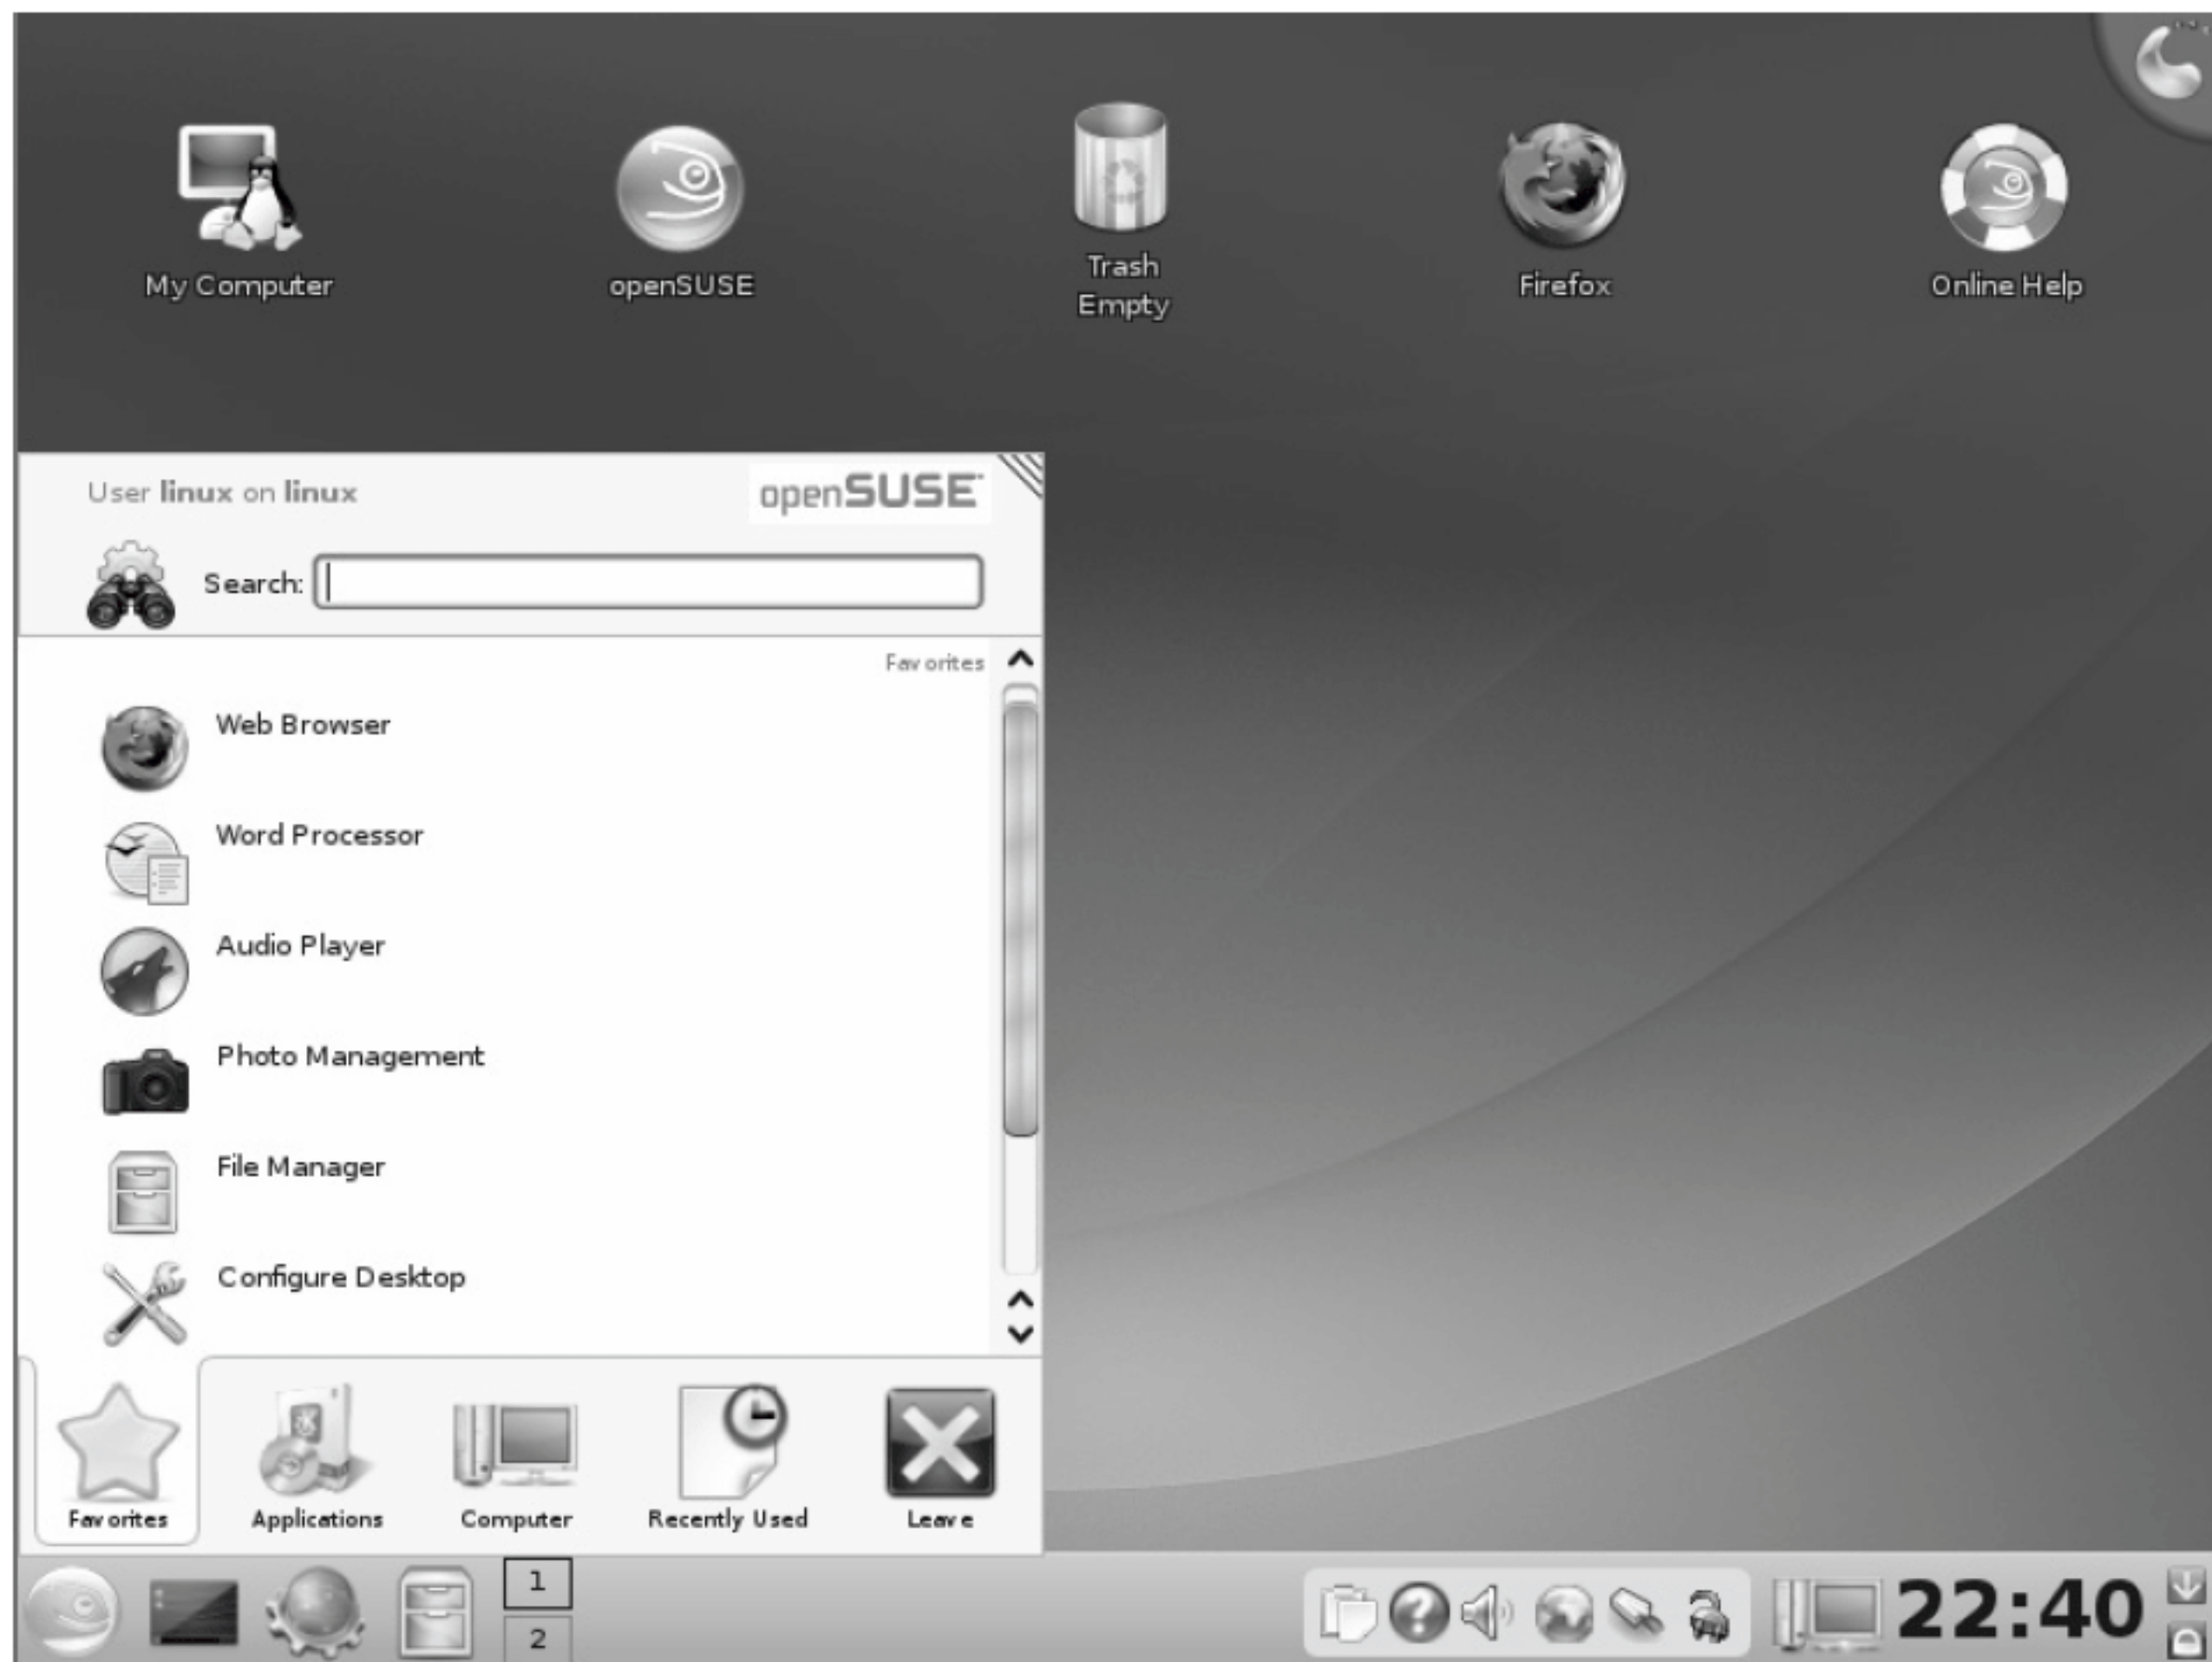 My Computer
openSUSE
Trash
Empty
Firefox
Online Help
User linux on linux
openSUSE
Search:
Favorites
Web Browser
Word Processor
Audio Player
Photo Management
File Manager
Configure Desktop
Favorites
Applications
Computer
Recently Used
Leave
1
2
22:40